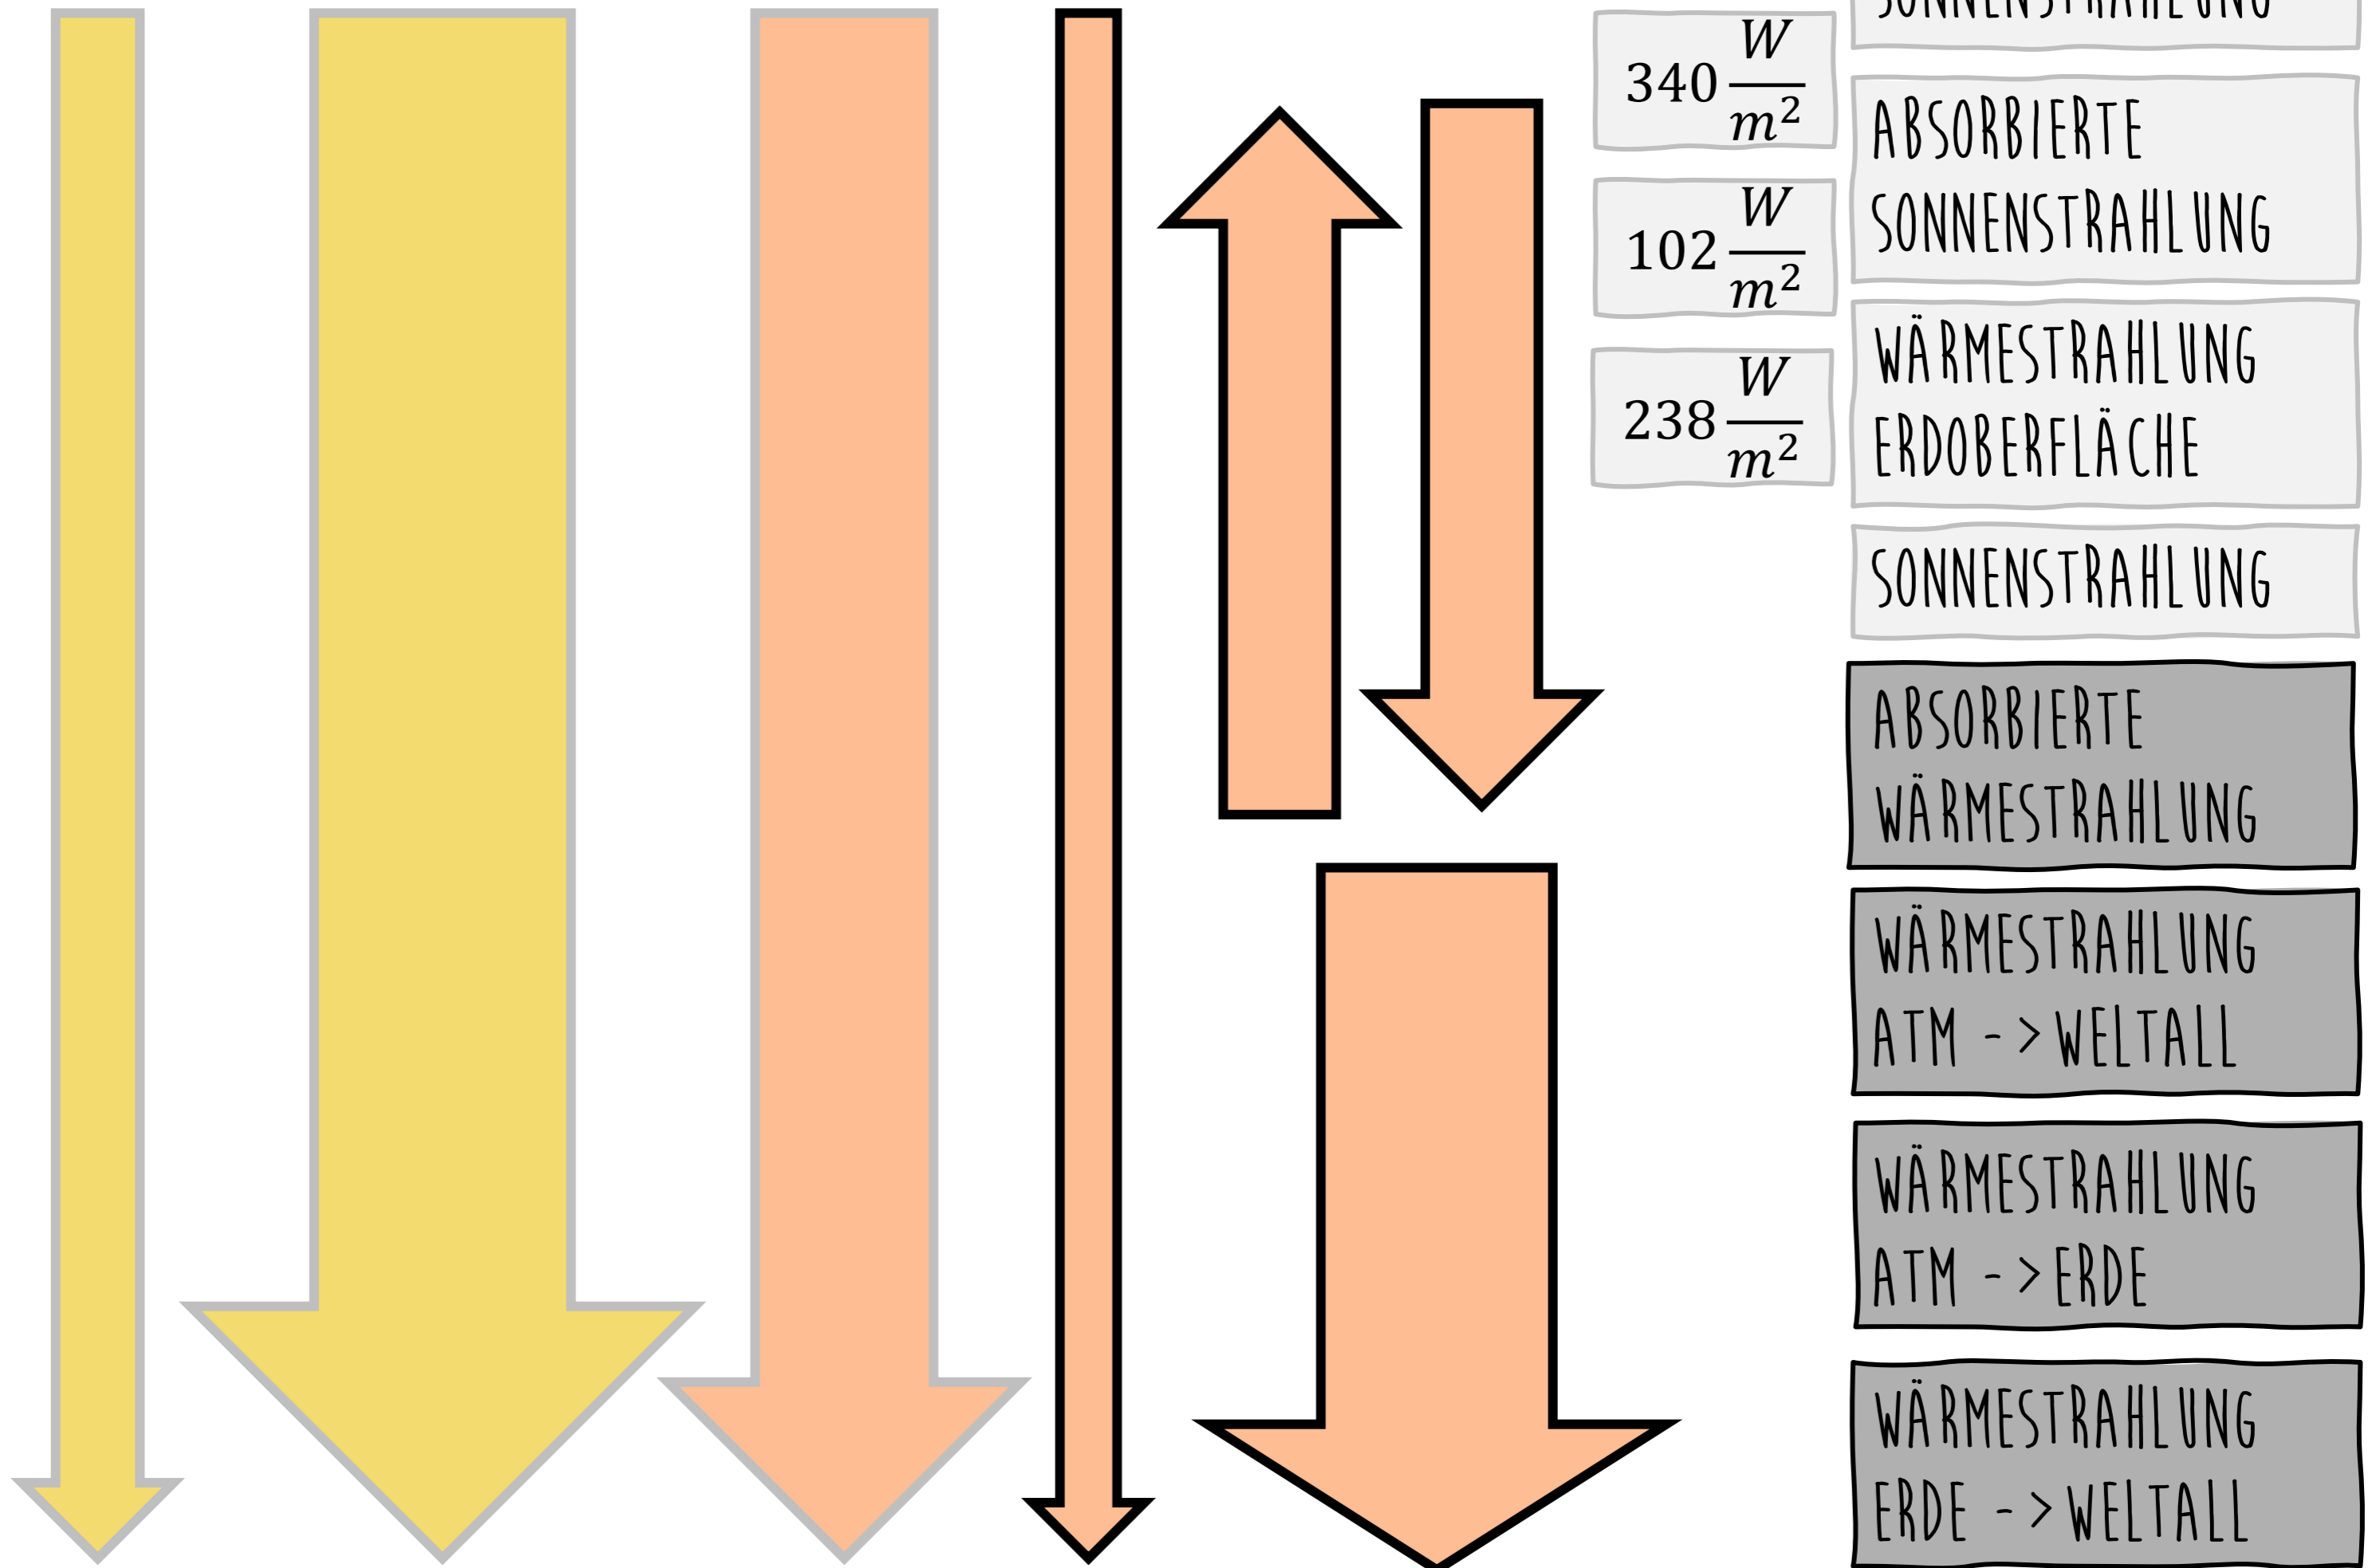 340 W/m²
102 W/m²
238 W/m²
SONNENSTRAHLUNG
ABSORBIERTE
SONNENSTRAHLUNG
WÄRMESTRAHLUNG
ERDOBERFLÄCHE
SONNENSTRAHLUNG
ABSORBIERTE
WÄRMESTRAHLUNG
WÄRMESTRAHLUNG
ATM -> WELTALL
WÄRMESTRAHLUNG
ATM -> ERDE
WÄRMESTRAHLUNG
ERDE -> WELTALL